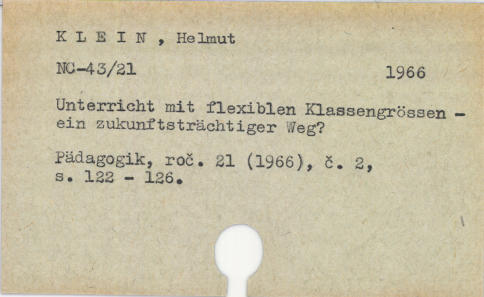 K L E I N , Helmut
NC-43/21 1966
Unterricht mit flexiblen Klassengrössen -
ein zukunftsträchtiger Weg?
Pädagogik, roč. 21 (1966), č. 2,
s. 122 - 126.